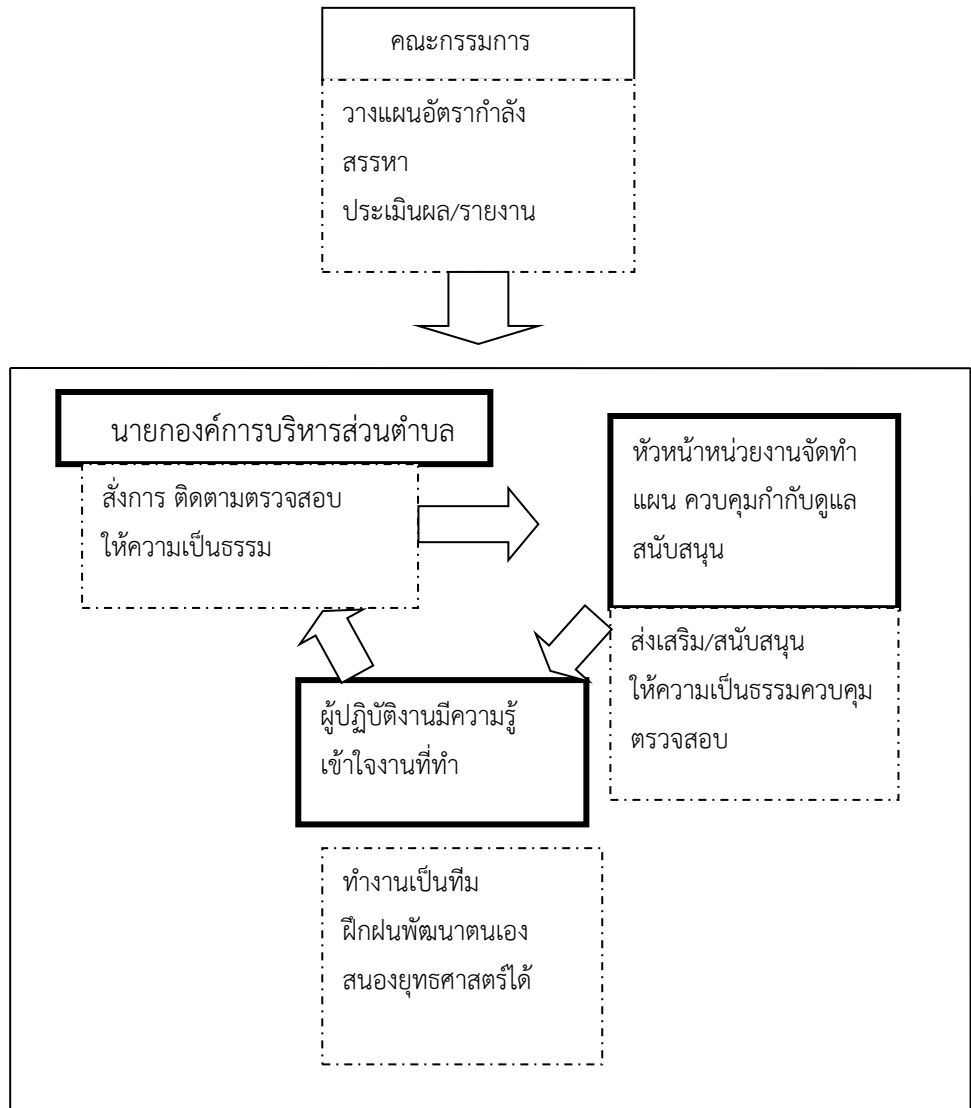 คณะกรรมการ
วางแผนอัตรากำลัง
สรรหา
ประเมินผล/รายงาน
นายกองค์การบริหารส่วนตำบล
สั่งการ ติดตามตรวจสอบ
ให้ความเป็นธรรม
หัวหน้าหน่วยงานจัดทำ
แผน ควบคุมกำกับดูแล
สนับสนุน
ส่งเสริม/สนับสนุน
ให้ความเป็นธรรมควบคุม
ตรวจสอบ
ผู้ปฏิบัติงานมีความรู้
เข้าใจงานที่ทำ
ทำงานเป็นทีม
ฝึกฝนพัฒนาตนเอง
สนองยุทธศาสตร์ได้